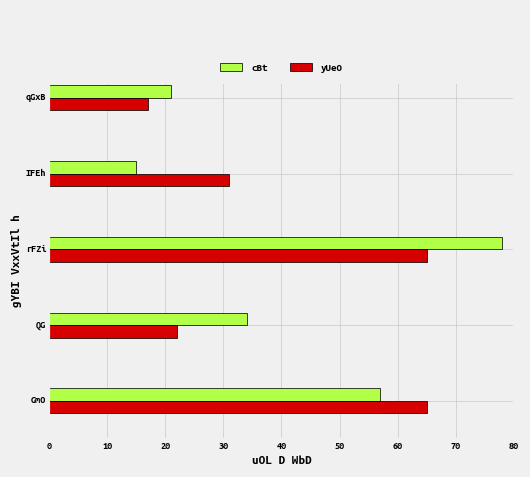 cBt yUeO
qGxB
IFEh
rFZi
QG
GmO
gYBI VxxVtIl h
0 10 20 30 40 50 60 70 80
uOL D WbD